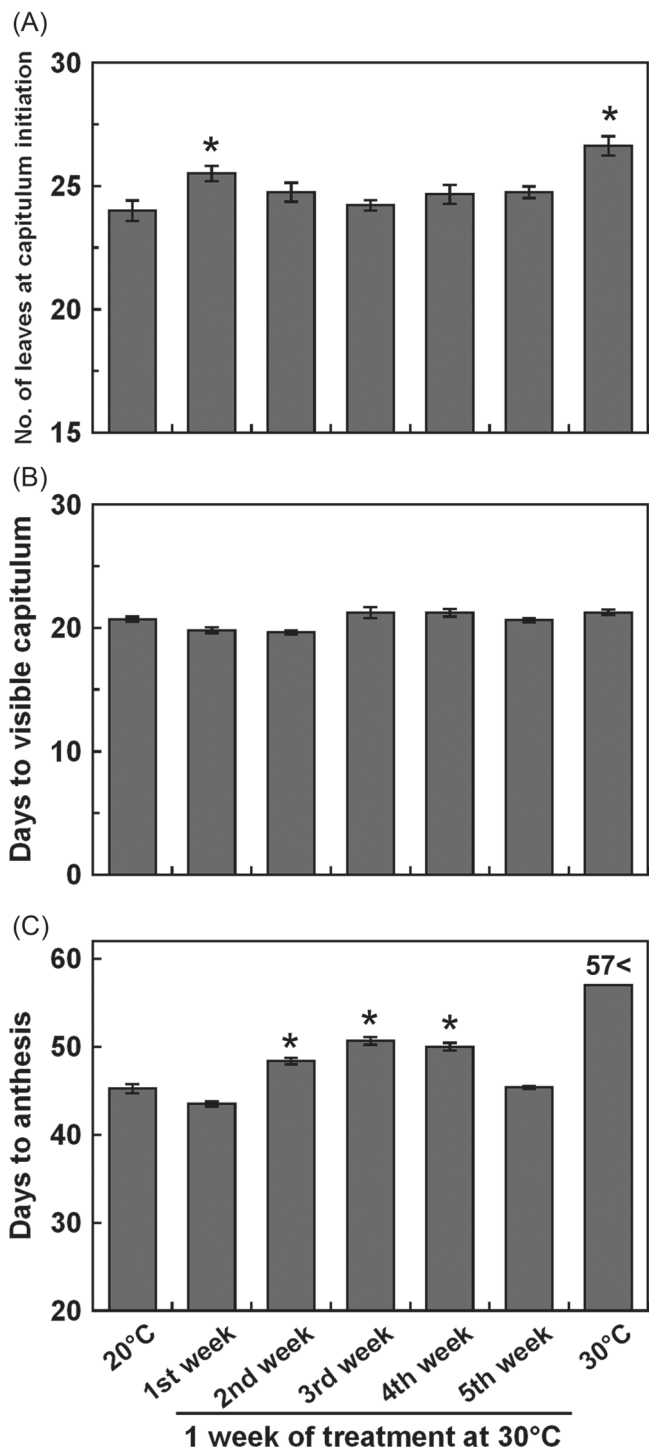 (A)
No. of leaves at capitulum initiation
30
25
20
15
*
*
(B)
Days to visible capitulum
30
20
10
0
(C)
Days to anthesis
60
50
40
30
20
*
*
*
57<
20°C
1st week
2nd week
3rd week
4th week
5th week
30°C
1 week of treatment at 30°C